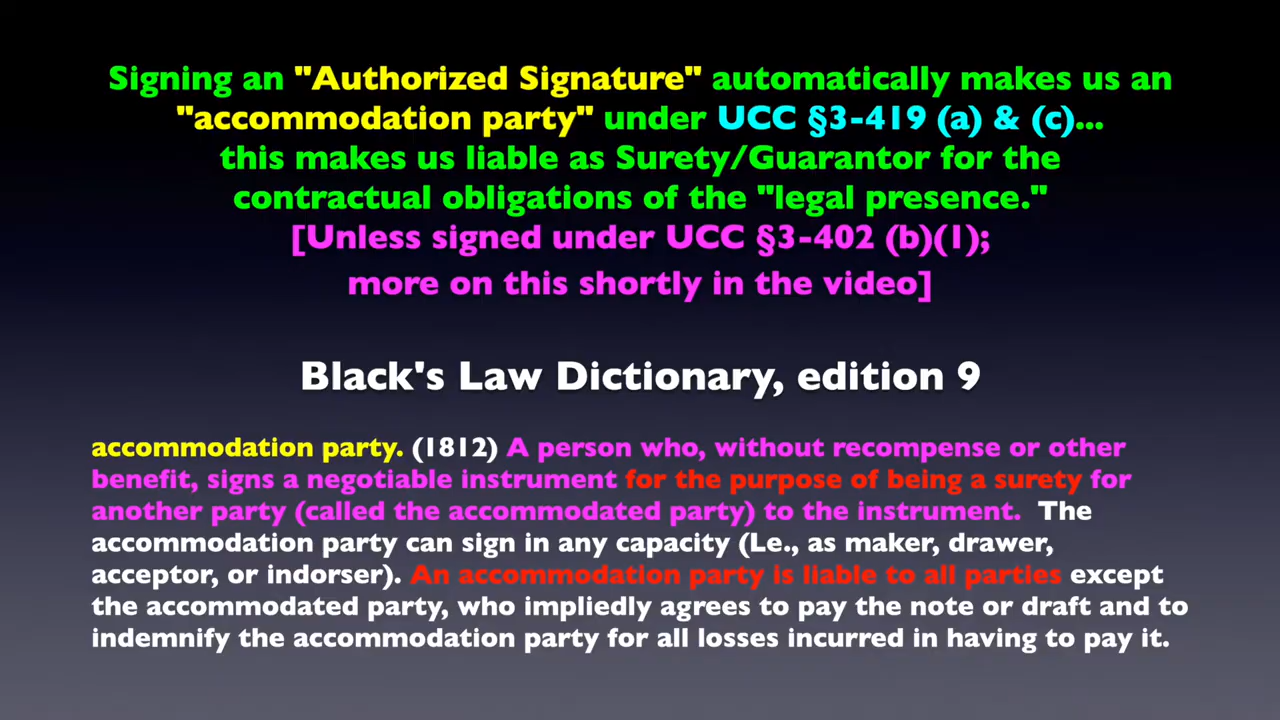 Signing an "Authorized Signature" automatically makes us an
"accommodation party" under UCC §3-419 (a) & (c)...
this makes us liable as Surety/Guarantor for the
contractual obligations of the "legal presence."
[Unless signed under UCC §3-402 (b)(1);
more on this shortly in the video]
Black's Law Dictionary, edition 9
accommodation party. (1812) A person who, without recompense or other
benefit, signs a negotiable instrument for the purpose of being a surety for
another party (called the accommodated party) to the instrument. The
accommodation party can sign in any capacity (I.e., as maker, drawer,
acceptor, or indorser). An accommodation party is liable to all parties except
the accommodated party, who impliedly agrees to pay the note or draft and to
indemnify the accommodation party for all losses incurred in having to pay it.